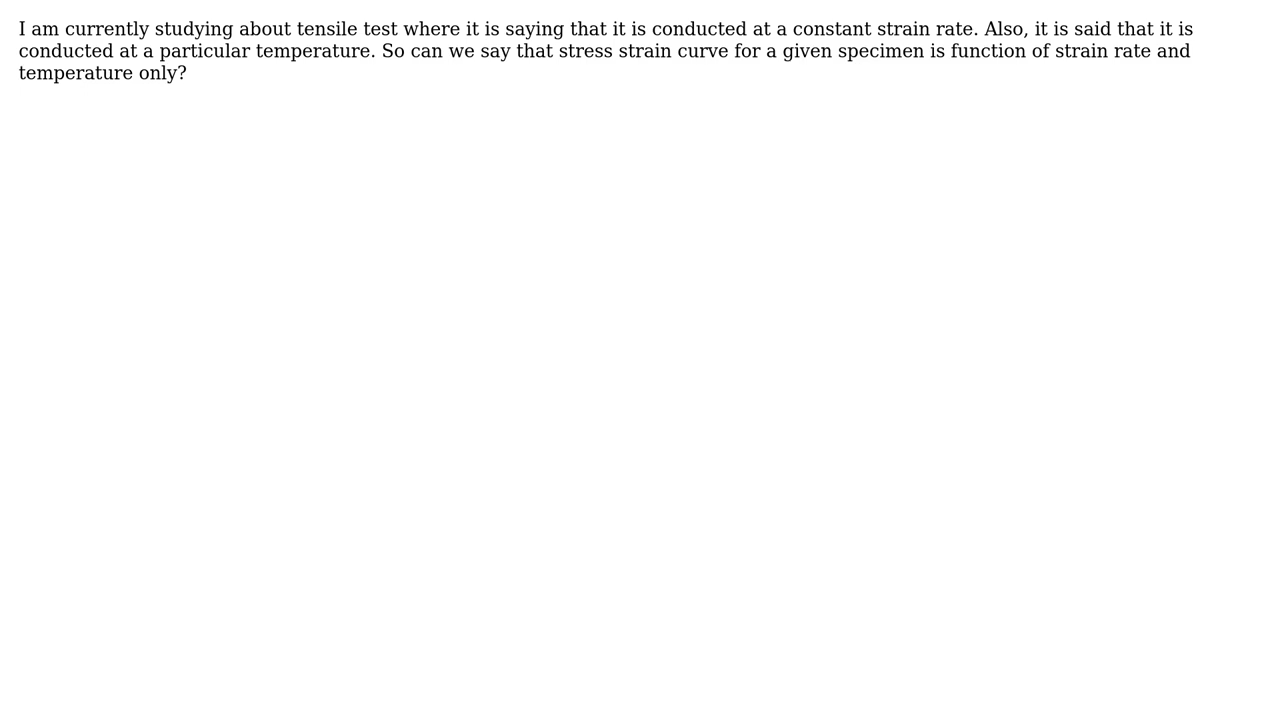 I am currently studying about tensile test where it is saying that it is conducted at a constant strain rate. Also, it is said that it is
conducted at a particular temperature. So can we say that stress strain curve for a given specimen is function of strain rate and
temperature only?